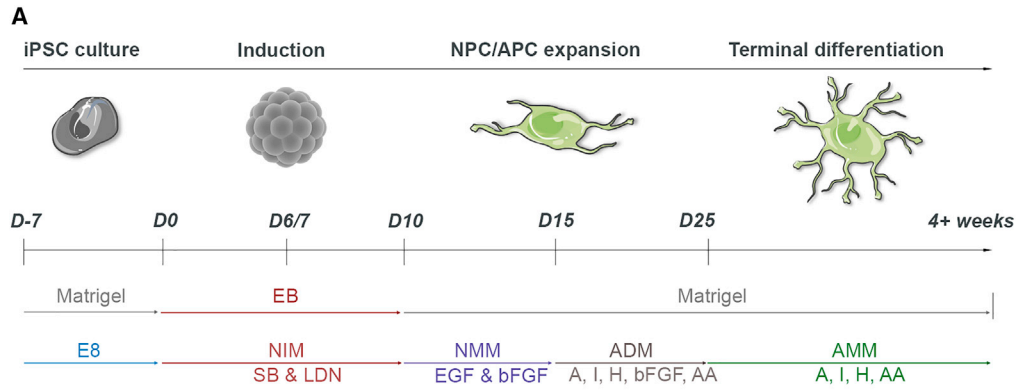 A
iPSC culture Induction NPC/APC expansion Terminal differentiation
D-7 D0 D6/7 D10 D15 D25 4+ weeks
Matrigel EB Matrigel
E8 NIM NMM ADM AMM
SB & LDN EGF & bFGF A, I, H, bFGF, AA A, I, H, AA